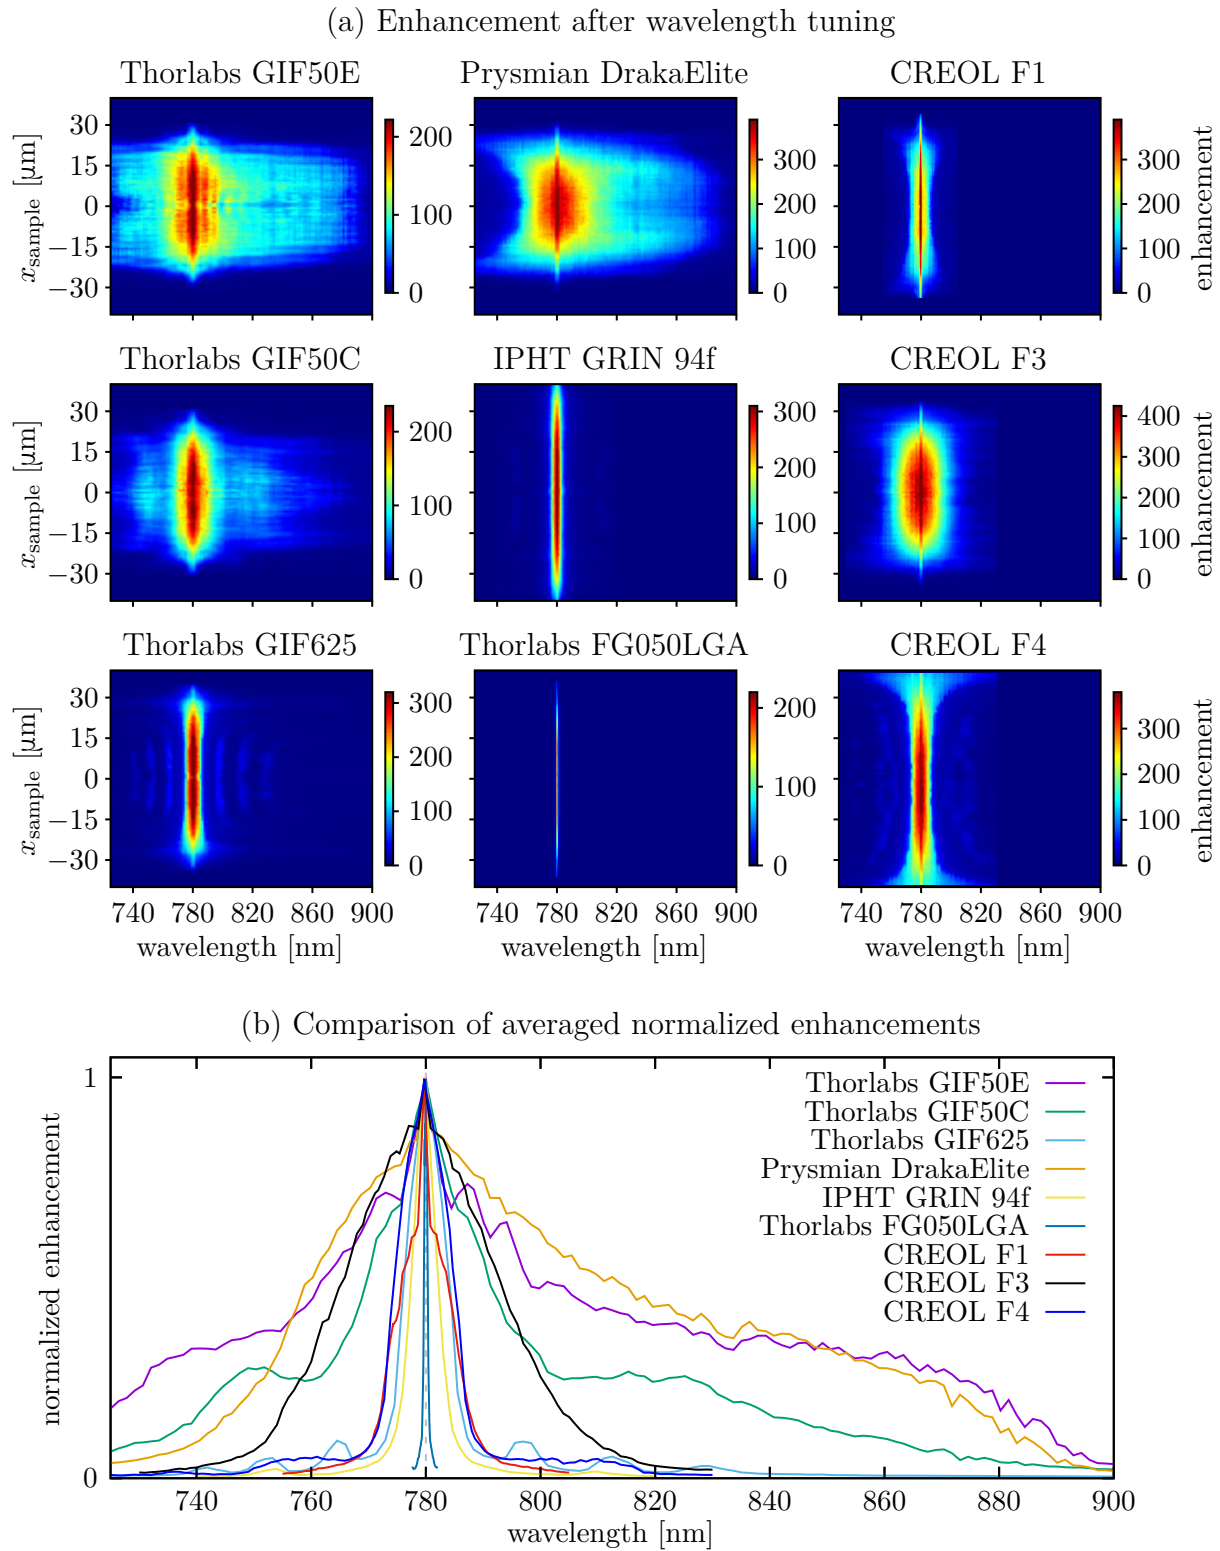 (a) Enhancement after wavelength tuning
Thorlabs GIF50E
Prysmian DrakaElite
CREOL F1
30
15
0
−15
−30
x_sample [µm]
200
100
0
300
200
100
0
300
200
100
0
enhancement
Thorlabs GIF50C
IPHT GRIN 94f
CREOL F3
30
15
0
−15
−30
x_sample [µm]
200
100
0
300
200
100
0
400
300
200
100
0
enhancement
Thorlabs GIF625
Thorlabs FG050LGA
CREOL F4
30
15
0
−15
−30
x_sample [µm]
300
200
100
0
200
100
0
300
200
100
0
enhancement
740 780 820 860 900
740 780 820 860 900
740 780 820 860 900
wavelength [nm]
wavelength [nm]
wavelength [nm]
(b) Comparison of averaged normalized enhancements
1
0
normalized enhancement
Thorlabs GIF50E
Thorlabs GIF50C
Thorlabs GIF625
Prysmian DrakaElite
IPHT GRIN 94f
Thorlabs FG050LGA
CREOL F1
CREOL F3
CREOL F4
740 760 780 800 820 840 860 880 900
wavelength [nm]